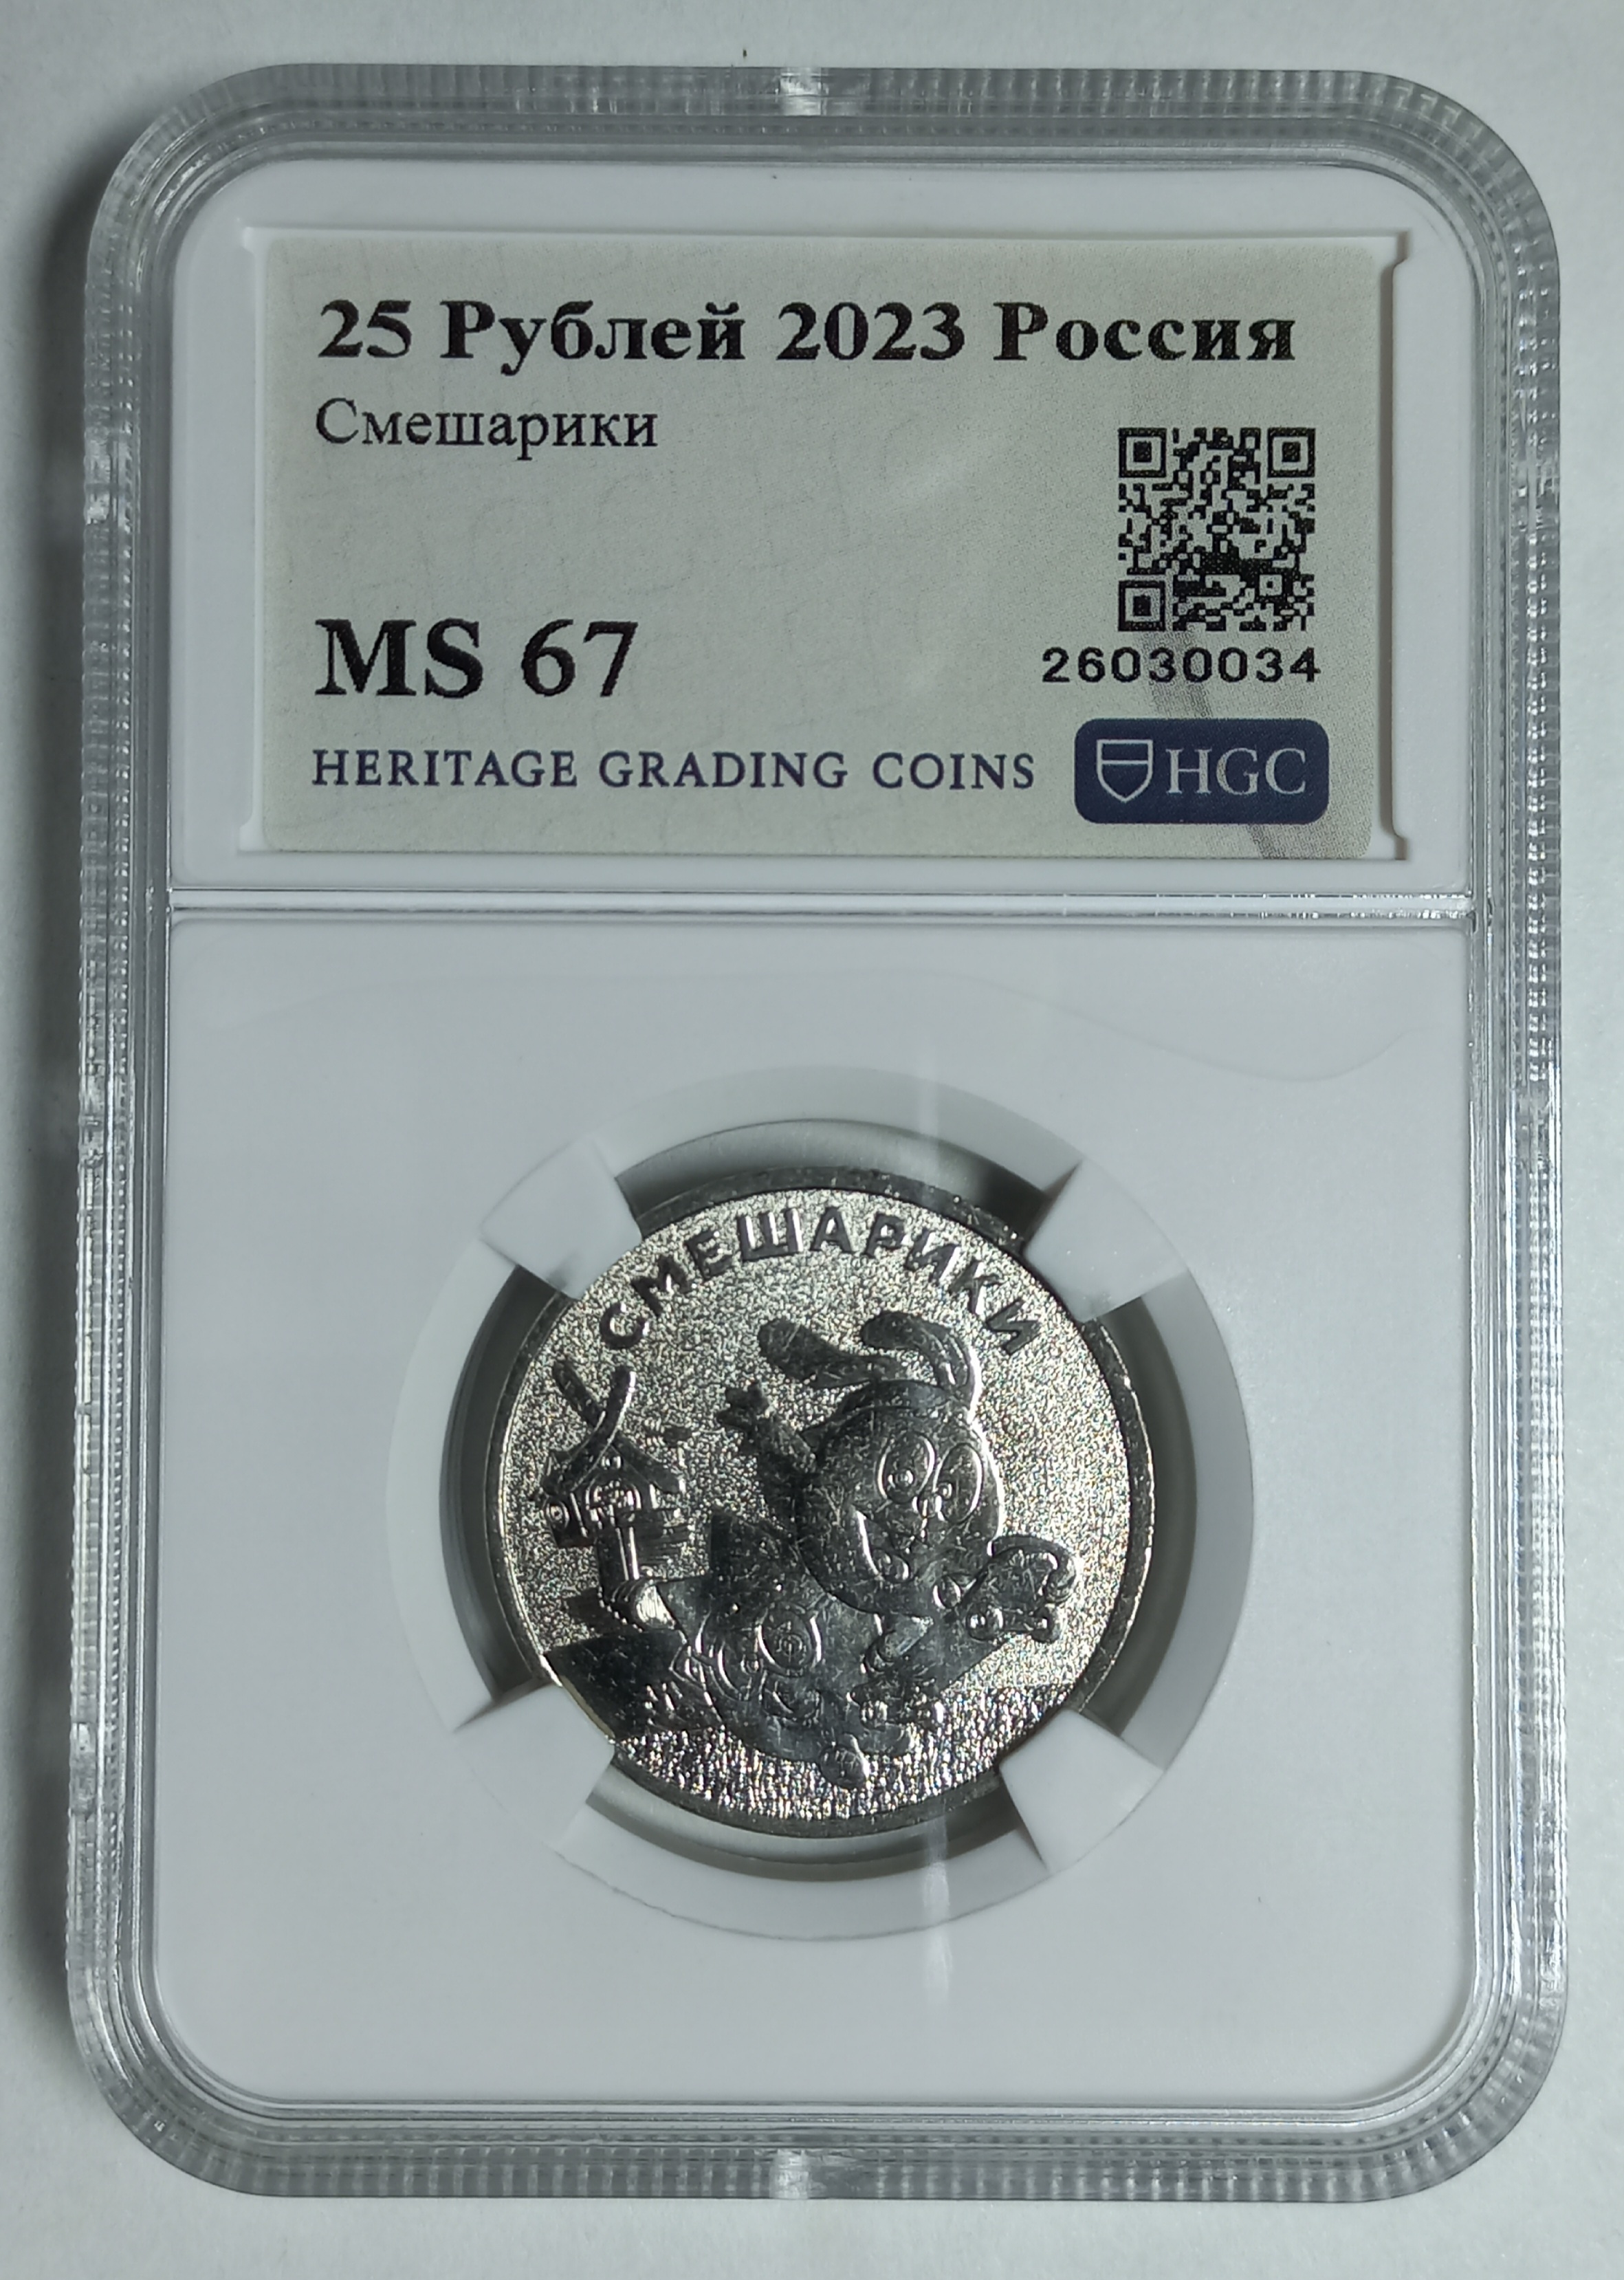 25 Рублей 2023 Россия
Смешарики
MS 67
26030034
HERITAGE GRADING COINS HGC
СМЕШАРИКИ